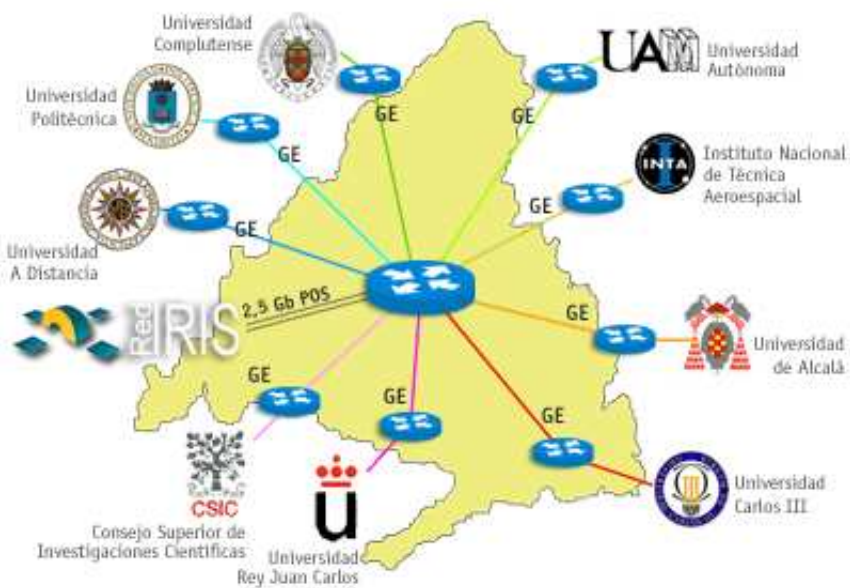 Universidad
Complutense
GE
UAM
Universidad
Autónoma
GE
Universidad
Politécnica
GE
INTA
Instituto Nacional
de Técnica
Aeroespacial
GE
Universidad
A Distancia
GE
Red IRIS
2,5 Gb POS
GE
Universidad
de Alcalá
GE
CSIC
Consejo Superior de
Investigaciones Científicas
GE
u
Universidad
Rey Juan Carlos
GE
Universidad
Carlos III